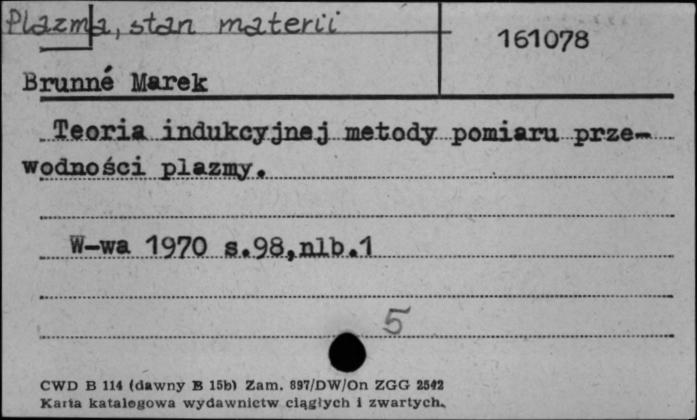 Plazma, stan materii
161078
Brunné Marek
Teoria indukcyjnej metody pomiaru prze-
wodności plazmy.
W-wa 1970 s.98,nlb.1
5
CWD B 114 (dawny B 15b) Zam. 897/DW/On ZGG 2542
Karta katalogowa wydawnictw ciągłych i zwartych.